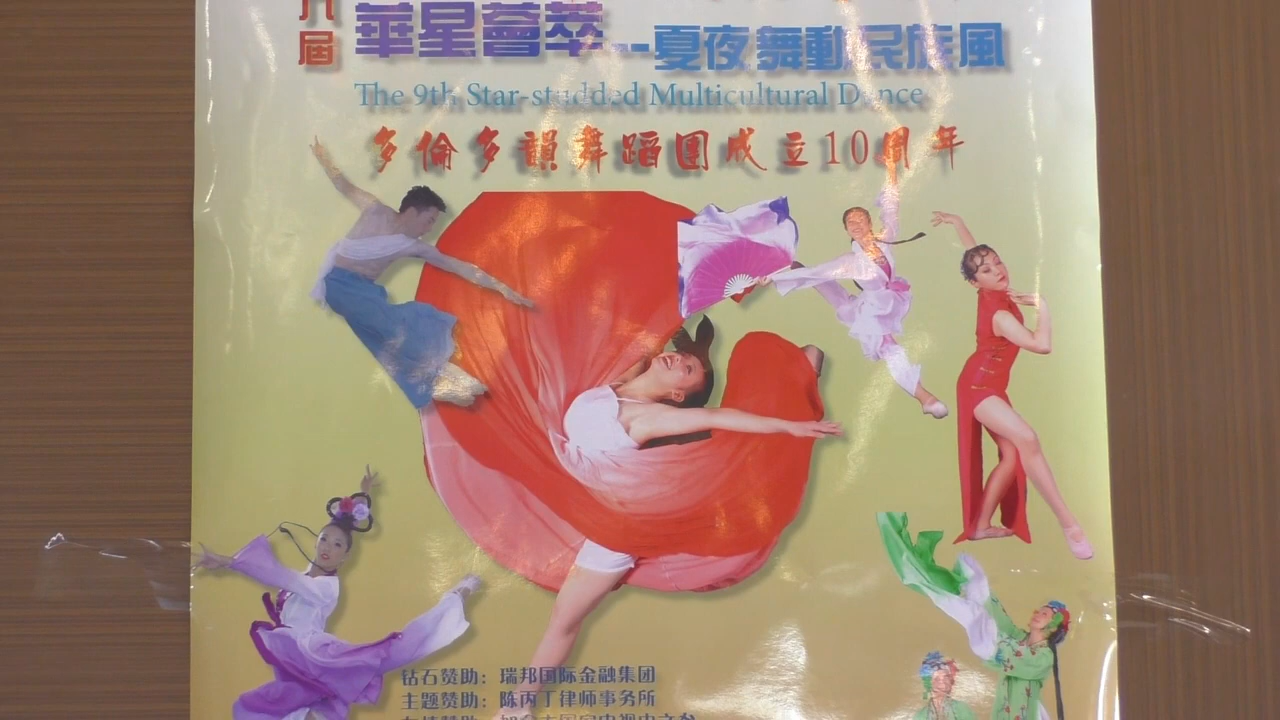 九届
華星薈萃--夏夜舞動民族風
The 9th Star-studded Multicultural Dance
多倫多韻舞蹈團成立10周年
钻石赞助：瑞邦国际金融集团
主题赞助：陈丙丁律师事务所